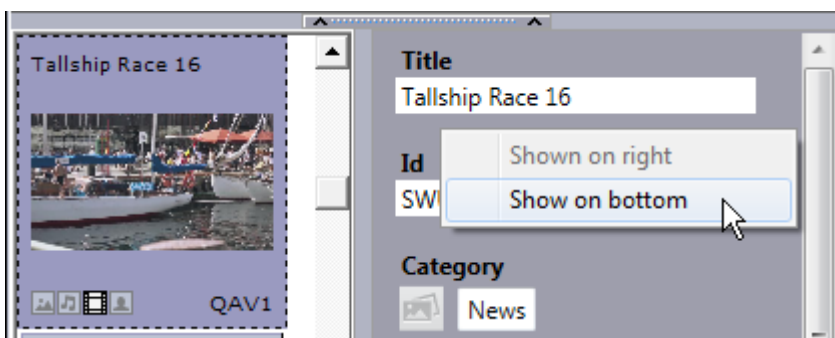 Tallship Race 16
QAV1
Title
Tallship Race 16
Id
Shown on right
Show on bottom
Category
News